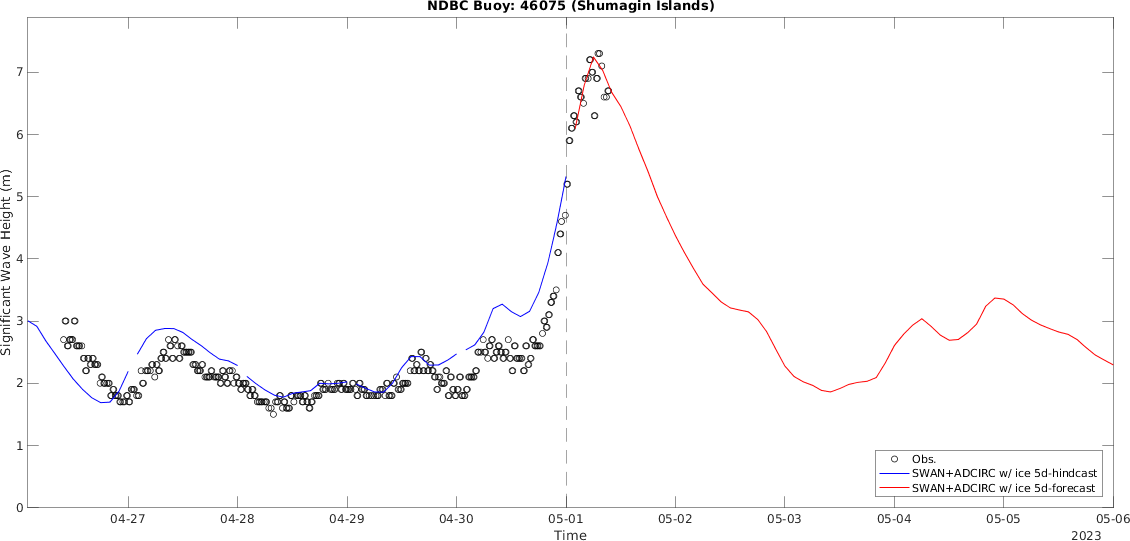 NDBC Buoy: 46075 (Shumagin Islands)
Significant Wave Height (m)
7
6
5
4
3
2
1
0
Obs.
SWAN+ADCIRC w/ ice 5d-hindcast
SWAN+ADCIRC w/ ice 5d-forecast
04-27 04-28 04-29 04-30 05-01 05-02 05-03 05-04 05-05 05-06
Time
2023